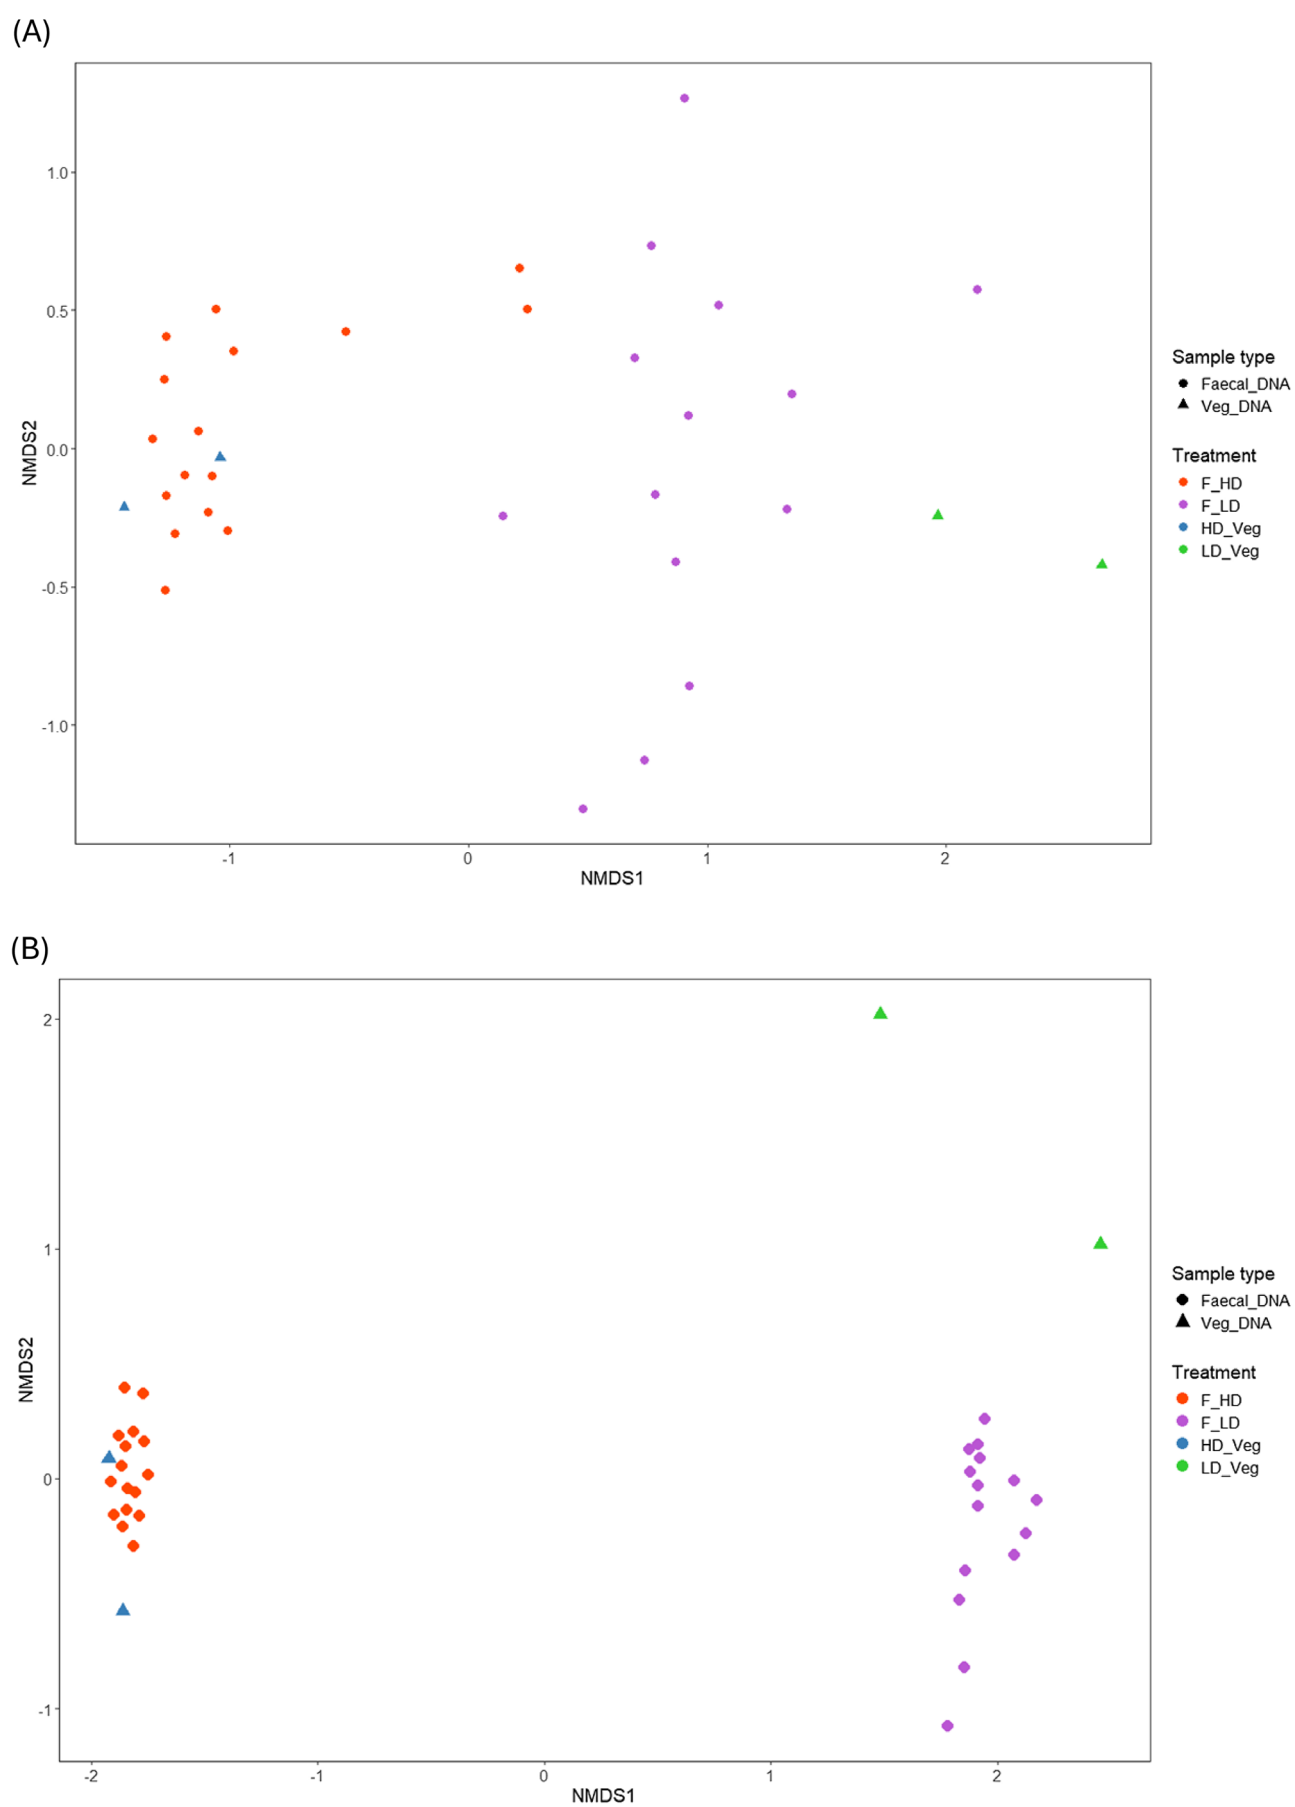 (A)
1.0
0.5
0.0
-0.5
-1.0
NMDS2
-1
0
1
2
NMDS1
Sample type
Faecal_DNA
Veg_DNA
Treatment
F_HD
F_LD
HD_Veg
LD_Veg
(B)
2
1
0
-1
NMDS2
-2
-1
0
1
2
NMDS1
Sample type
Faecal_DNA
Veg_DNA
Treatment
F_HD
F_LD
HD_Veg
LD_Veg